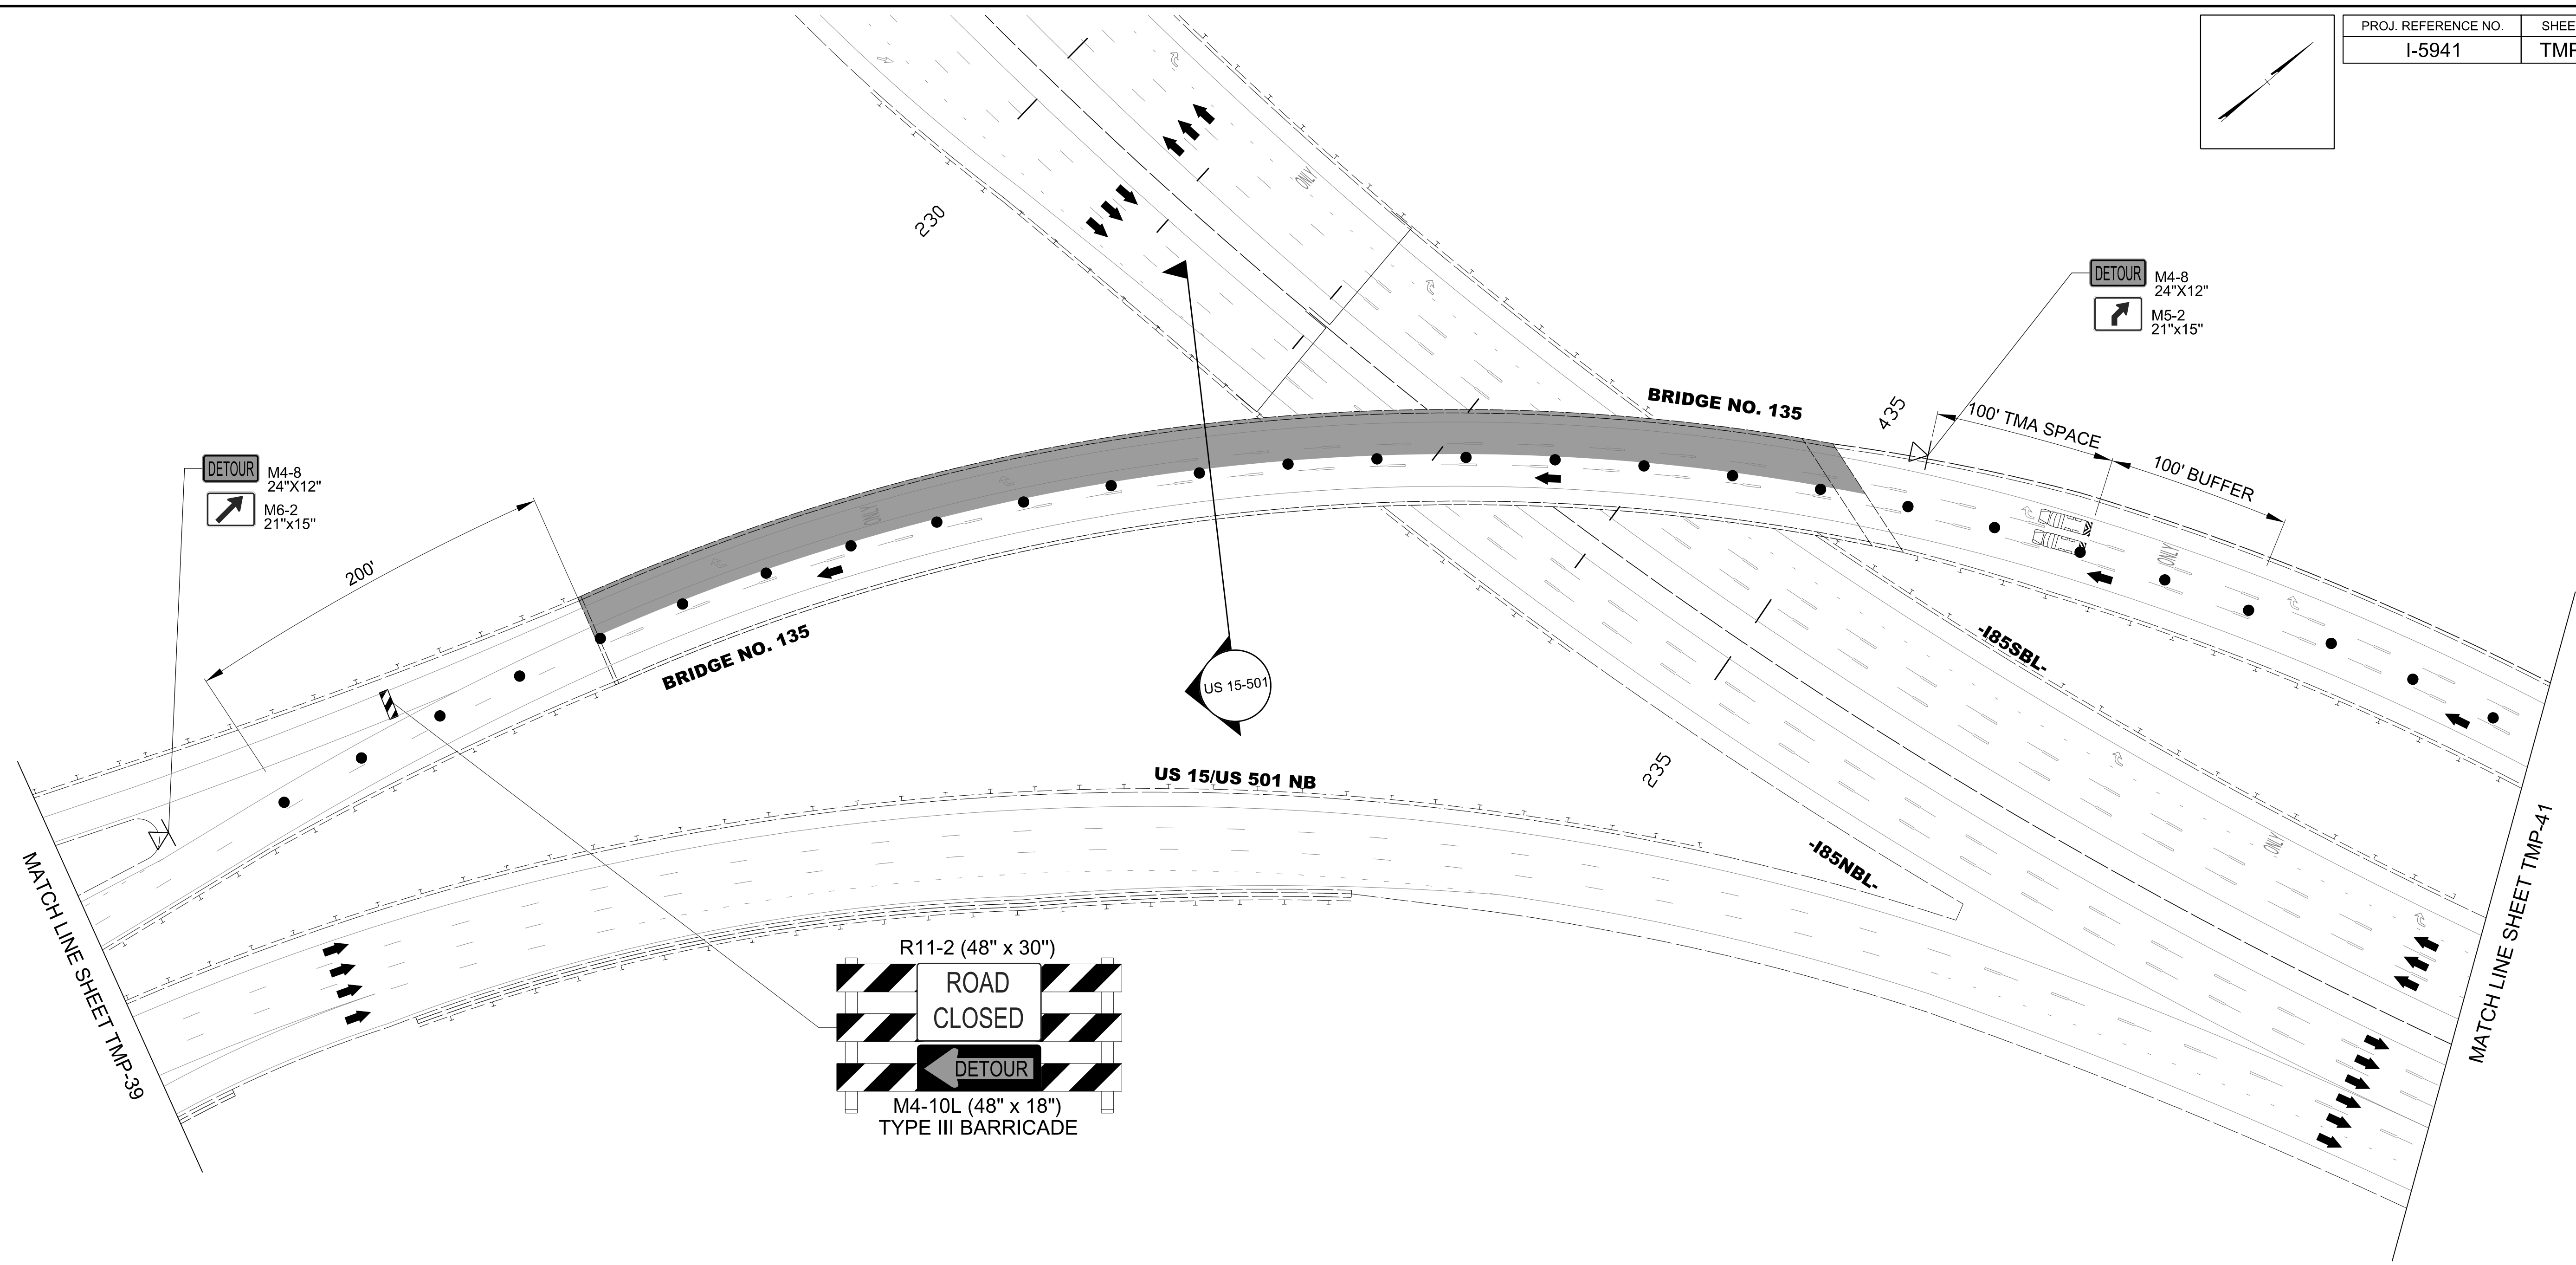 PROJ. REFERENCE NO.
I-5941
230
DETOUR
M4-8
24"X12"
M5-2
21"x15"
BRIDGE NO. 135
435
100' TMA SPACE
100' BUFFER
ONLY
DETOUR
M4-8
24"X12"
M6-2
21"x15"
200'
ONLY
ONLY
BRIDGE NO. 135
US 15-501
-I85SBL-
235
US 15/US 501 NB
-I85NBL-
ONLY
MATCH LINE SHEET TMP-39
MATCH LINE SHEET TMP-41
R11-2 (48" x 30")
ROAD
CLOSED
DETOUR
M4-10L (48" x 18")
TYPE III BARRICADE